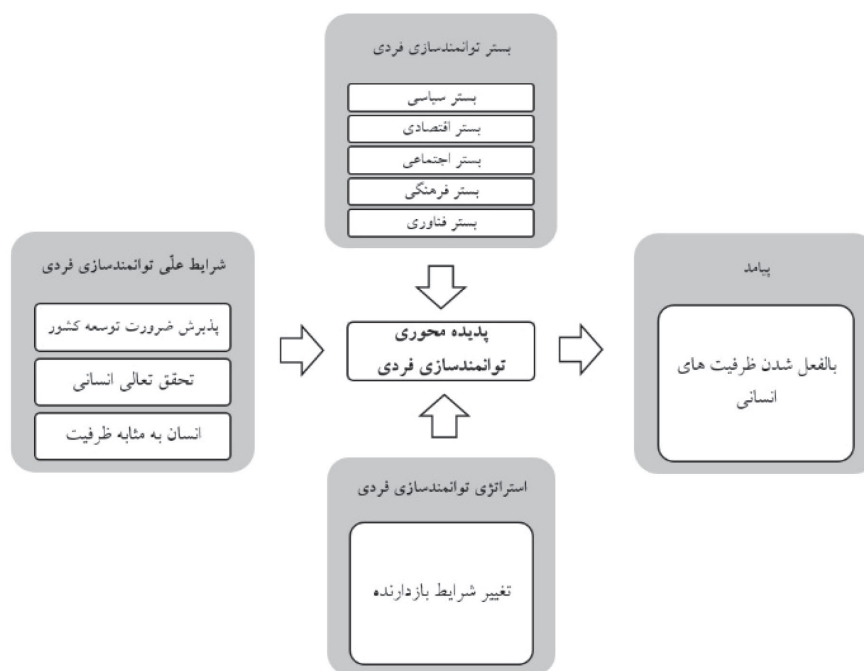 بستر توانمندسازی فردی
بستر سیاسی
بستر اقتصادی
بستر اجتماعی
بستر فرهنگی
بستر فناوری
شرایط علّی توانمندسازی فردی
پذیرش ضرورت توسعه کشور
تحقق تعالی انسانی
انسان به مثابه ظرفیت
پدیده محوری
توانمندسازی فردی
پیامد
بالفعل شدن ظرفیت های
انسانی
استراتژی توانمندسازی فردی
تغییر شرایط بازدارنده